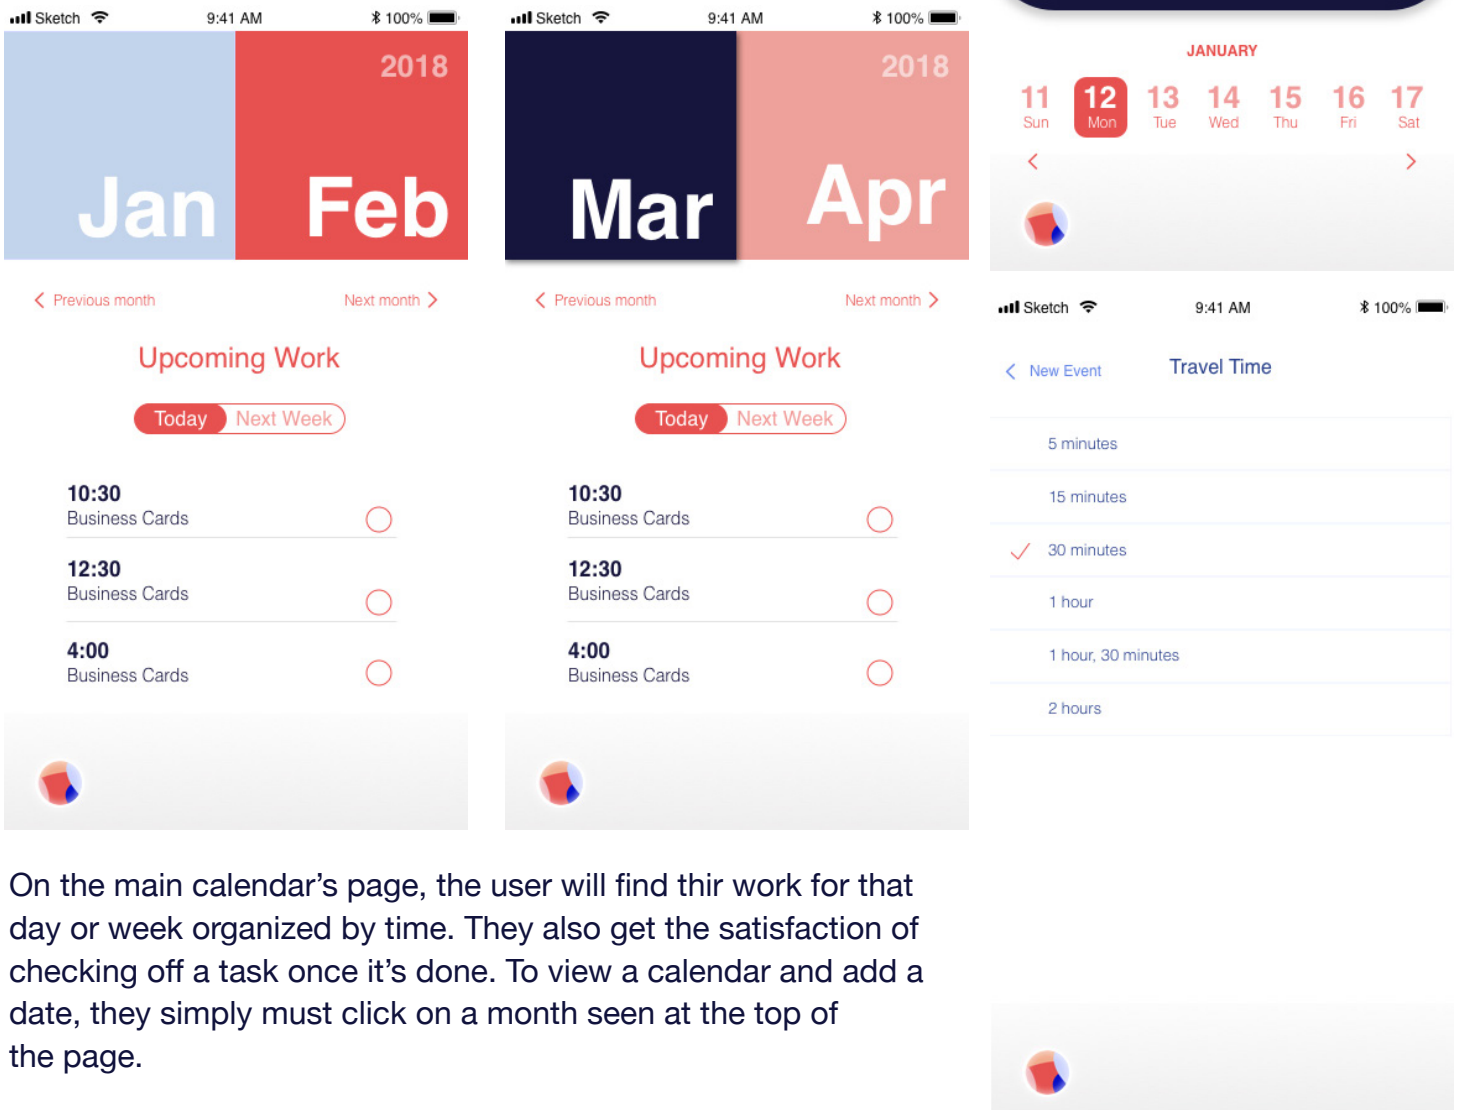 Sketch 9:41 AM 100%
2018
Jan Feb
Previous month Next month
Upcoming Work
Today Next Week
10:30
Business Cards
12:30
Business Cards
4:00
Business Cards
Sketch 9:41 AM 100%
2018
Mar Apr
Previous month Next month
Upcoming Work
Today Next Week
10:30
Business Cards
12:30
Business Cards
4:00
Business Cards
On the main calendar’s page, the user will find thir work for that
day or week organized by time. They also get the satisfaction of
checking off a task once it’s done. To view a calendar and add a
date, they simply must click on a month seen at the top of
the page.
JANUARY
11 12 13 14 15 16 17
Sun Mon Tue Wed Thu Fri Sat
Sketch 9:41 AM 100%
New Event Travel Time
5 minutes
15 minutes
30 minutes
1 hour
1 hour, 30 minutes
2 hours